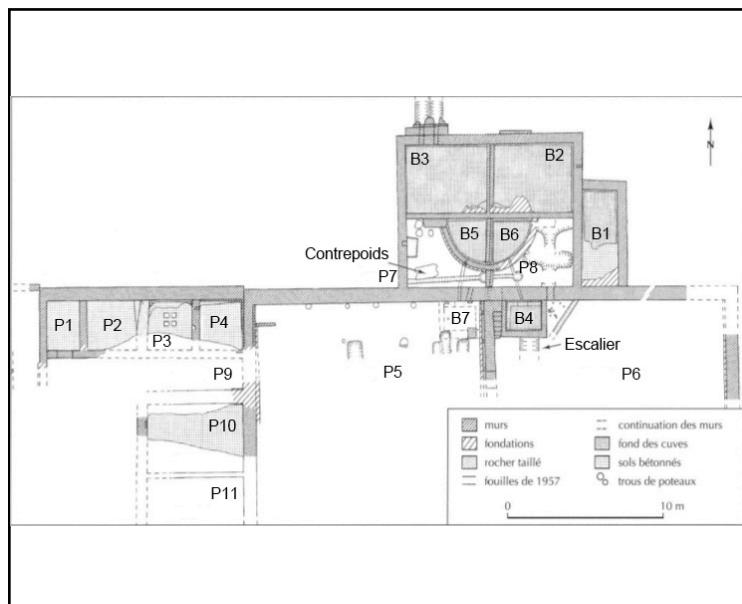 N
B3
B2
B1
B5
B6
Contrepoids
P7
P8
P1
P2
P3
P4
B7
B4
Escalier
P9
P5
P6
P10
P11
murs
fondations
rocher taillé
fouilles de 1957
continuation des murs
fond des cuves
sols bétonnés
trous de poteaux
0
10 m